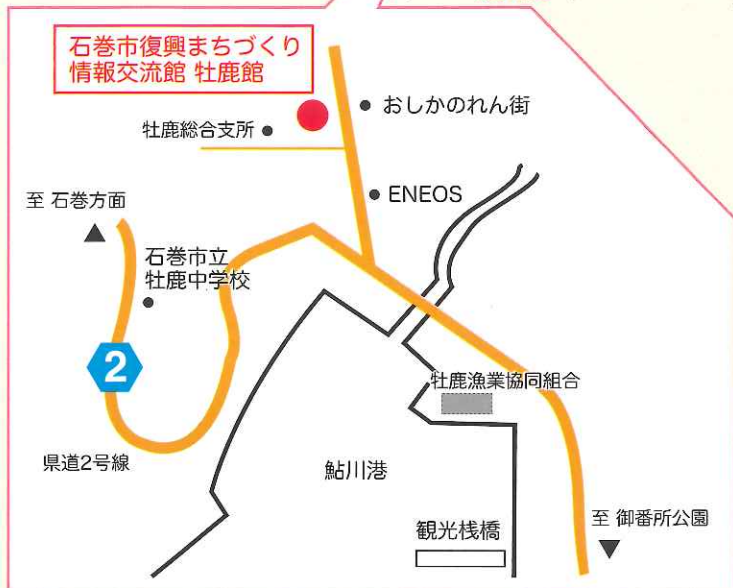 石巻市復興まちづくり
情報交流館 牡鹿館
おしかのれん街
牡鹿総合支所
ENEOS
至 石巻方面
石巻市立
牡鹿中学校
2
牡鹿漁業協同組合
県道2号線
鮎川港
至 御番所公園
観光桟橋